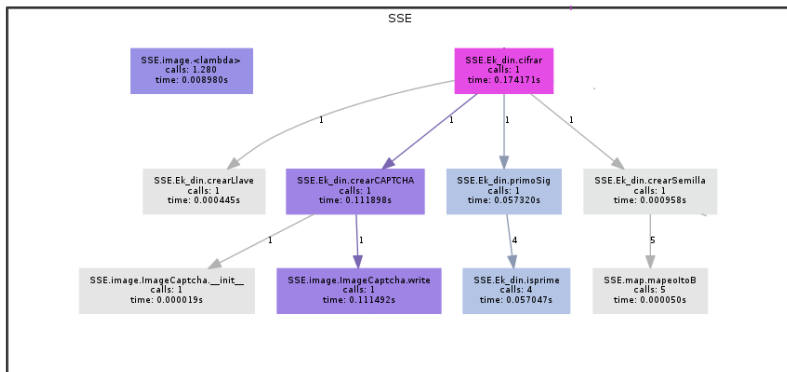 SSE
SSE.image.<lambda>
calls: 1.280
time: 0.008980s
SSE.Ek_din.cifrar
calls: 1
time: 0.174171s
1
1
1
1
SSE.Ek_din.crearLlave
calls: 1
time: 0.000445s
SSE.Ek_din.crearCAPTCHA
calls: 1
time: 0.111898s
SSE.Ek_din.primoSig
calls: 1
time: 0.057320s
SSE.Ek_din.crearSemilla
calls: 1
time: 0.000958s
1
1
4
5
SSE.image.ImageCaptcha.__init__
calls: 1
time: 0.000019s
SSE.image.ImageCaptcha.write
calls: 1
time: 0.111492s
SSE.Ek_din.isprime
calls: 4
time: 0.057047s
SSE.map.mapeoItoB
calls: 5
time: 0.000050s